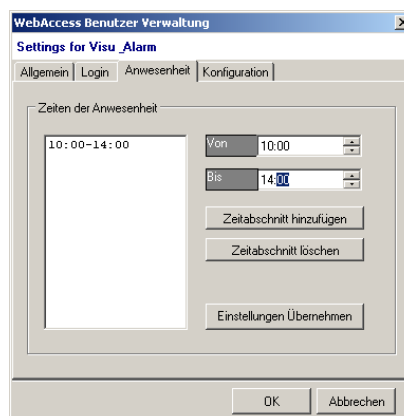 WebAccess Benutzer Verwaltung
Settings for Visu _Alarm
Allgemein Login Anwesenheit Konfiguration
Zeiten der Anwesenheit
10:00-14:00
Von 10:00
Bis 14:00
Zeitabschnitt hinzufügen
Zeitabschnitt löschen
Einstellungen Übernehmen
OK Abbrechen